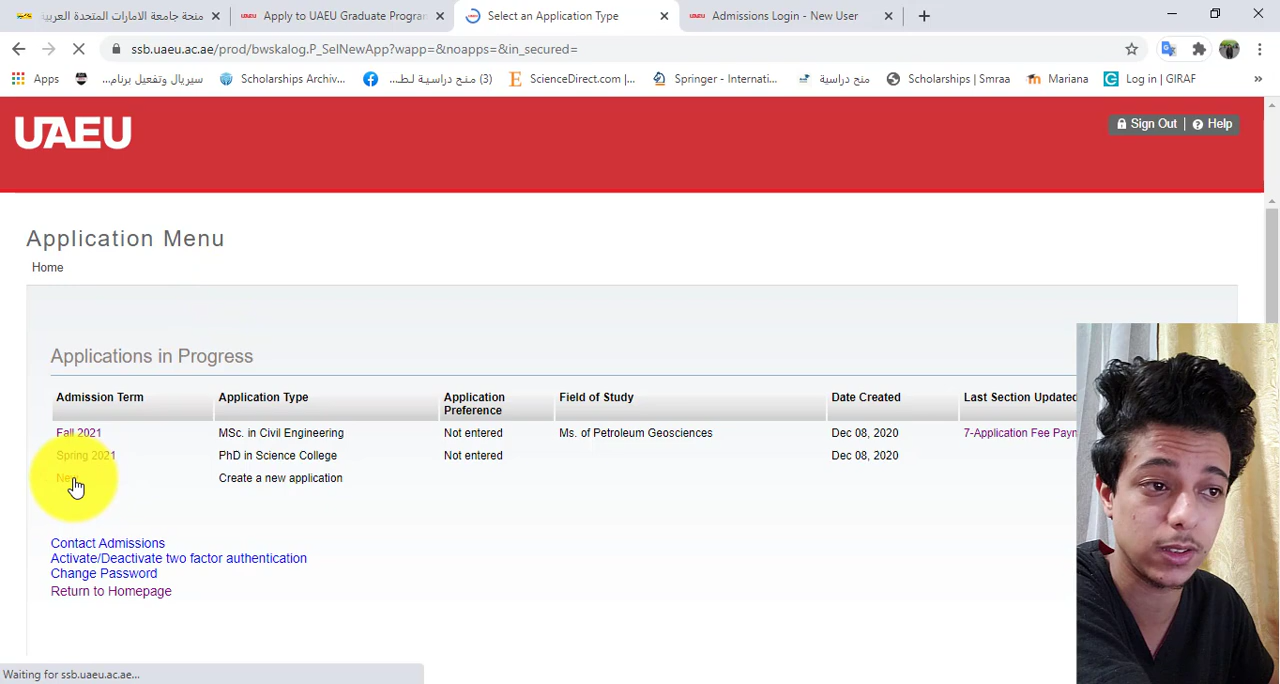 منحة جامعة الامارات المتحدة العربية
Apply to UAEU Graduate Progran
Select an Application Type
Admissions Login - New User
ssb.uaeu.ac.ae/prod/bwskalog.P_SelNewApp?wapp=&noapps=&in_secured=
Apps
سيريال وتفعيل برنام...
Scholarships Archiv...
(3) منح دراسية لطـ...
ScienceDirect.com |...
Springer - Internati...
منح دراسية
Scholarships | Smraa
Mariana
Log in | GIRAF
»
UAEU
Sign Out | Help
Application Menu
Home
Applications in Progress
Admission Term Application Type Application Preference Field of Study Date Created Last Section Updated
Fall 2021 MSc. in Civil Engineering Not entered Ms. of Petroleum Geosciences Dec 08, 2020 7-Application Fee Paym
Spring 2021 PhD in Science College Not entered Dec 08, 2020
New Create a new application
Contact Admissions
Activate/Deactivate two factor authentication
Change Password
Return to Homepage
Waiting for ssb.uaeu.ac.ae...